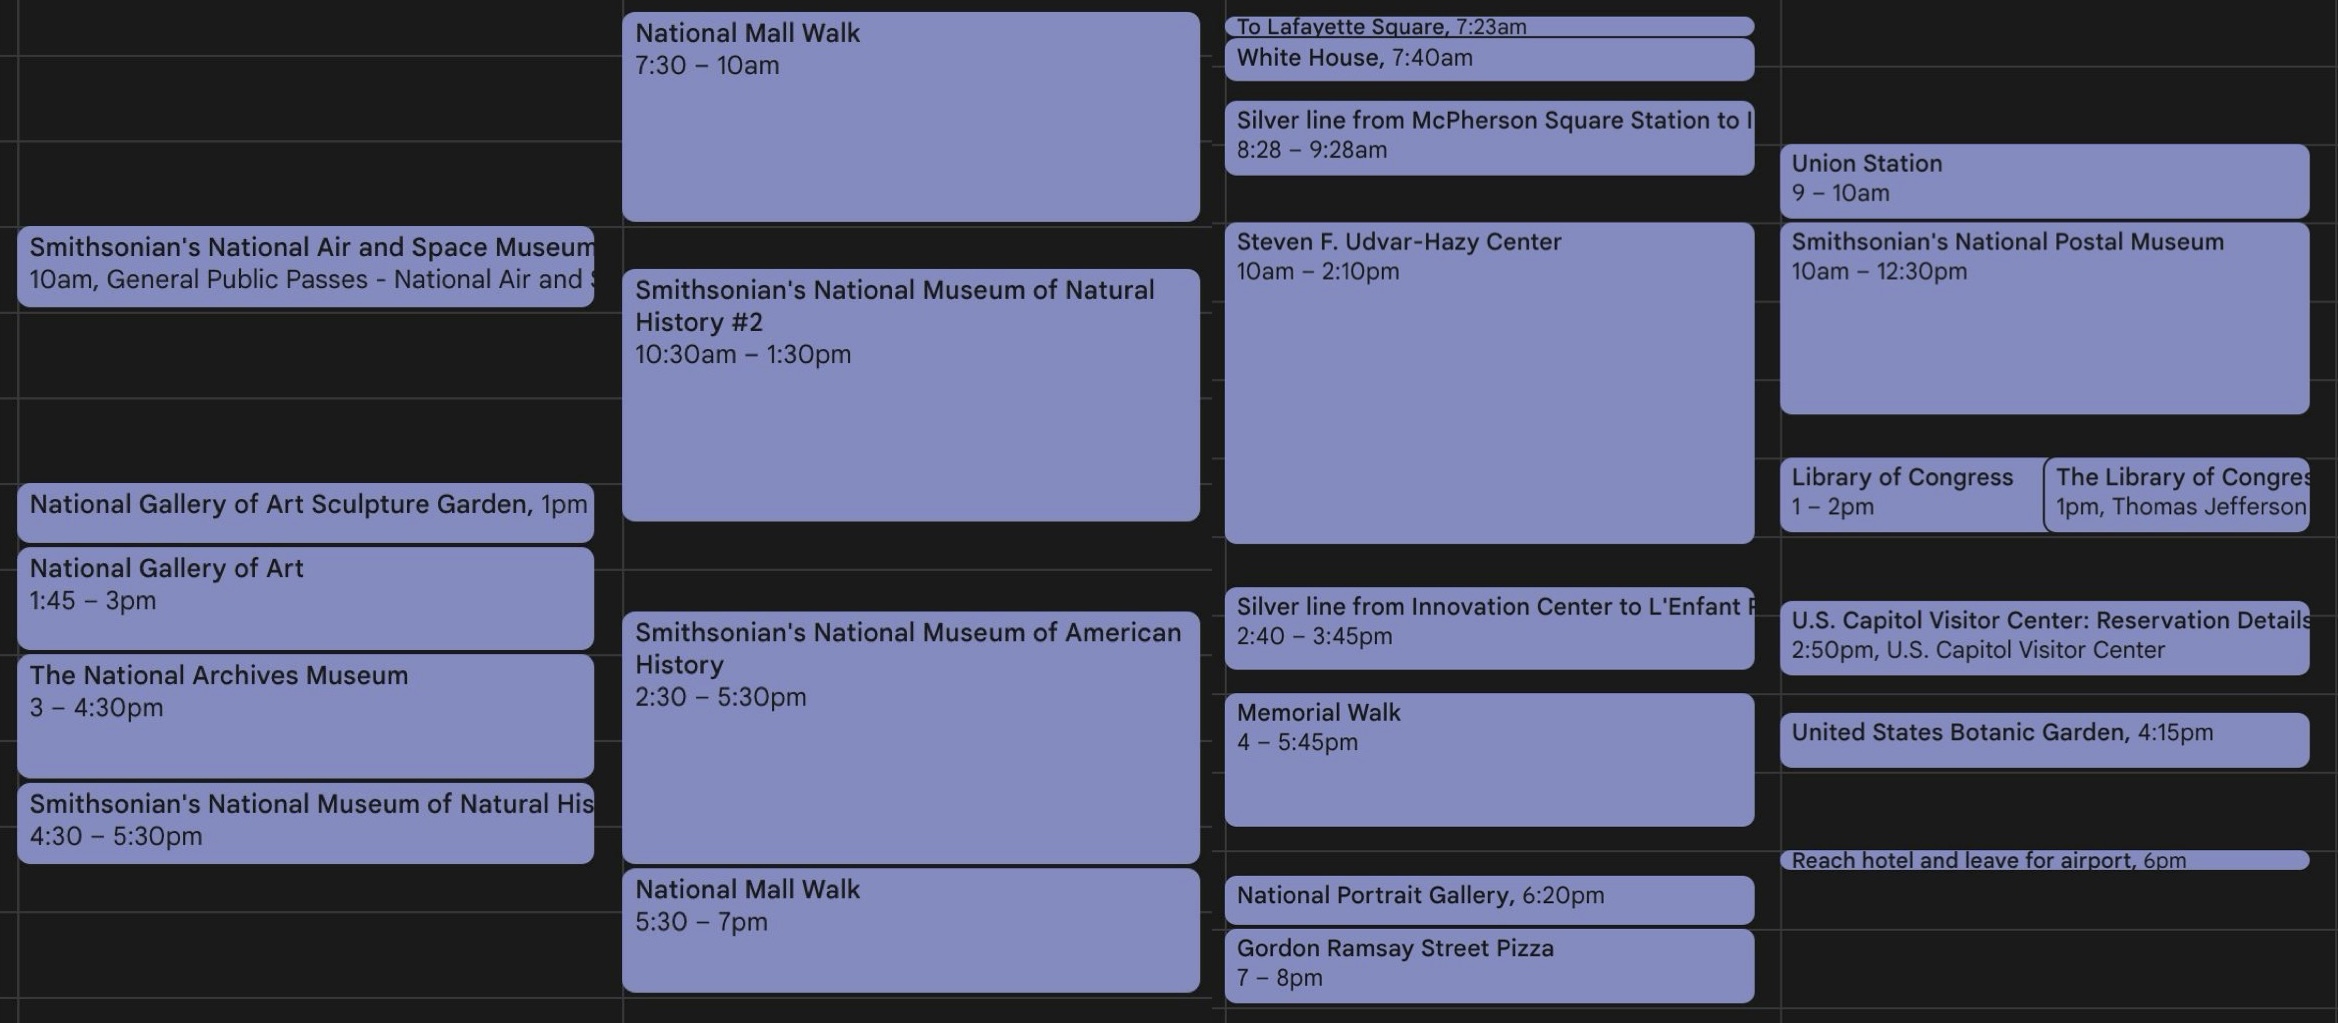 Smithsonian's National Air and Space Museum
10am, General Public Passes - National Air and
National Gallery of Art Sculpture Garden, 1pm
National Gallery of Art
1:45 – 3pm
The National Archives Museum
3 – 4:30pm
Smithsonian's National Museum of Natural His
4:30 – 5:30pm
National Mall Walk
7:30 – 10am
Smithsonian's National Museum of Natural
History #2
10:30am – 1:30pm
Smithsonian's National Museum of American
History
2:30 – 5:30pm
National Mall Walk
5:30 – 7pm
To Lafayette Square, 7:23am
White House, 7:40am
Silver line from McPherson Square Station to
8:28 – 9:28am
Steven F. Udvar-Hazy Center
10am – 2:10pm
Silver line from Innovation Center to L'Enfant
2:40 – 3:45pm
Memorial Walk
4 – 5:45pm
National Portrait Gallery, 6:20pm
Gordon Ramsay Street Pizza
7 – 8pm
Union Station
9 – 10am
Smithsonian's National Postal Museum
10am – 12:30pm
Library of Congress
1 – 2pm
The Library of Congres
1pm, Thomas Jefferson
U.S. Capitol Visitor Center: Reservation Details
2:50pm, U.S. Capitol Visitor Center
United States Botanic Garden, 4:15pm
Reach hotel and leave for airport, 6pm